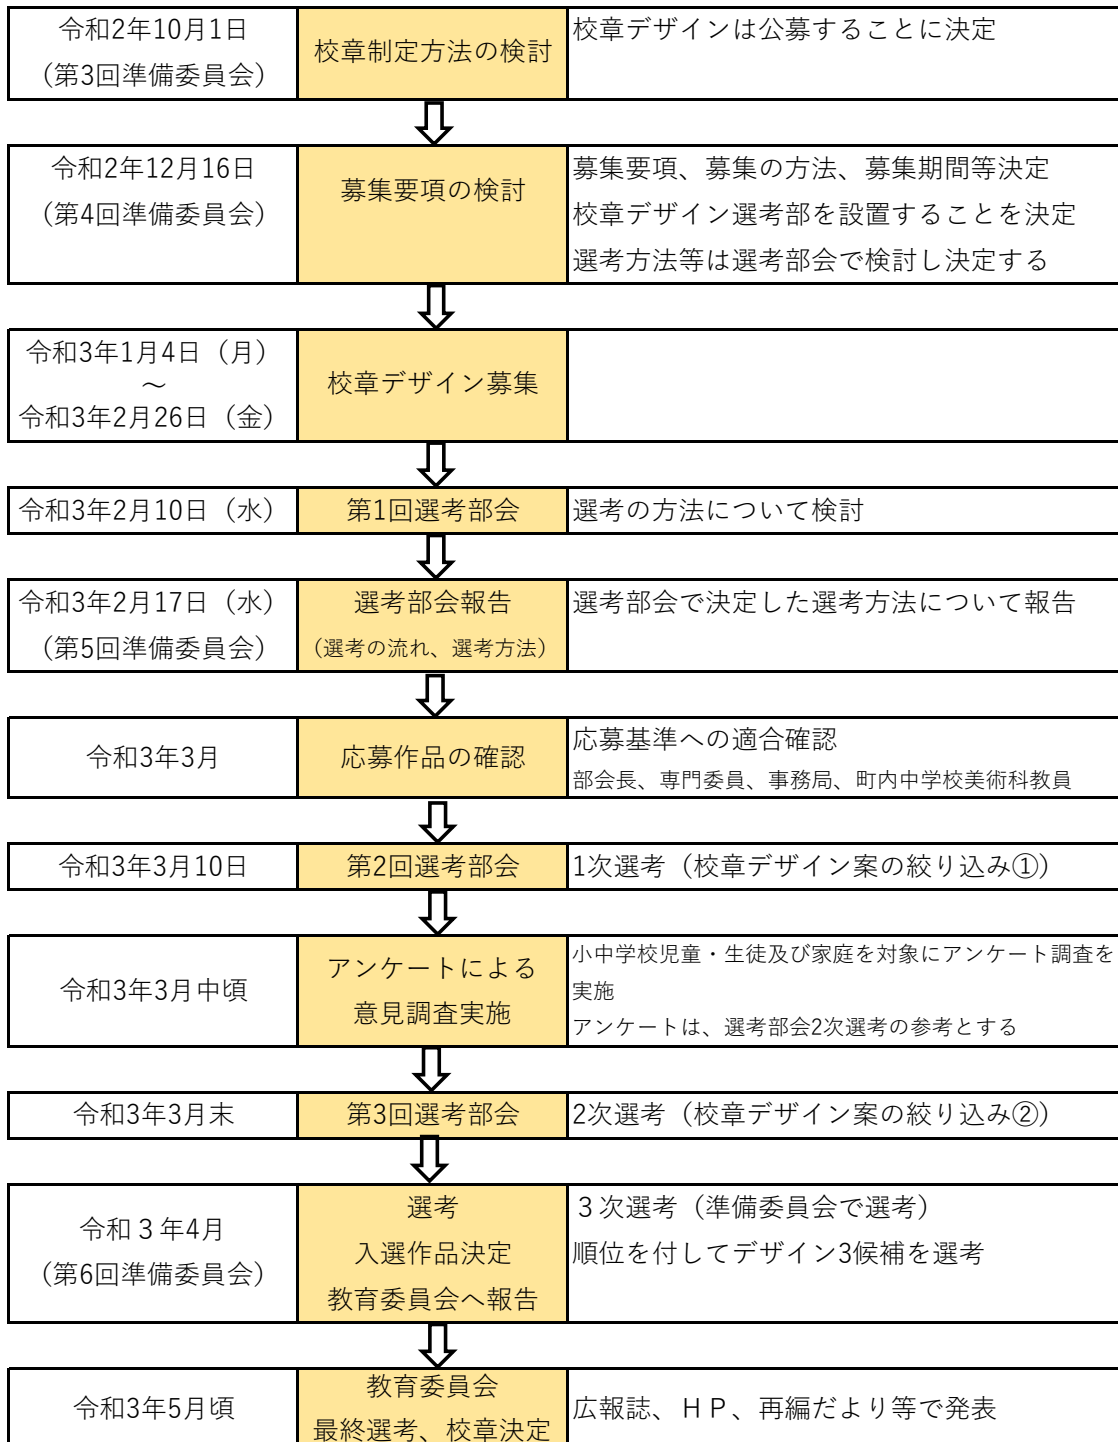 令和2年10月1日
（第3回準備委員会）
校章制定方法の検討
校章デザインは公募することに決定
令和2年12月16日
（第4回準備委員会）
募集要項の検討
募集要項、募集の方法、募集期間等決定
校章デザイン選考部を設置することを決定
選考方法等は選考部会で検討し決定する
令和3年1月4日（月）
～
令和3年2月26日（金）
校章デザイン募集
令和3年2月10日（水）
第1回選考部会
選考の方法について検討
令和3年2月17日（水）
（第5回準備委員会）
選考部会報告
（選考の流れ、選考方法）
選考部会で決定した選考方法について報告
令和3年3月
応募作品の確認
応募基準への適合確認
部会長、専門委員、事務局、町内中学校美術科教員
令和3年3月10日
第2回選考部会
1次選考（校章デザイン案の絞り込み①）
令和3年3月中頃
アンケートによる
意見調査実施
小中学校児童・生徒及び家庭を対象にアンケート調査を
実施
アンケートは、選考部会2次選考の参考とする
令和3年3月末
第3回選考部会
2次選考（校章デザイン案の絞り込み②）
令和３年4月
（第6回準備委員会）
選考
入選作品決定
教育委員会へ報告
３次選考（準備委員会で選考）
順位を付してデザイン3候補を選考
令和3年5月頃
教育委員会
最終選考、校章決定
広報誌、ＨＰ、再編だより等で発表